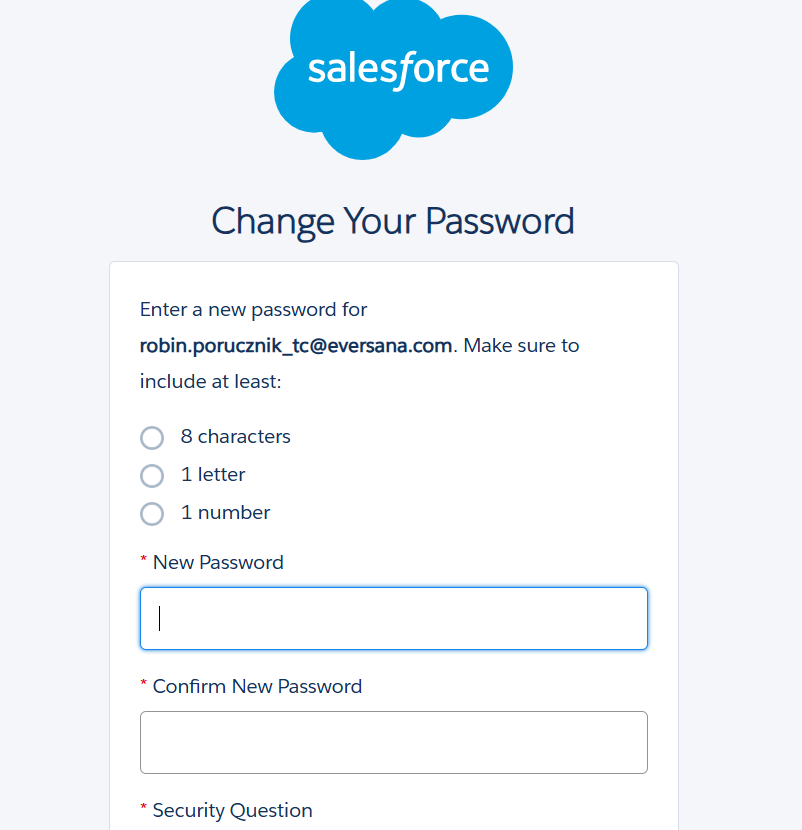 salesforce
Change Your Password
Enter a new password for
robin.porucznik_tc@eversana.com. Make sure to
include at least:
8 characters
1 letter
1 number
* New Password
* Confirm New Password
* Security Question